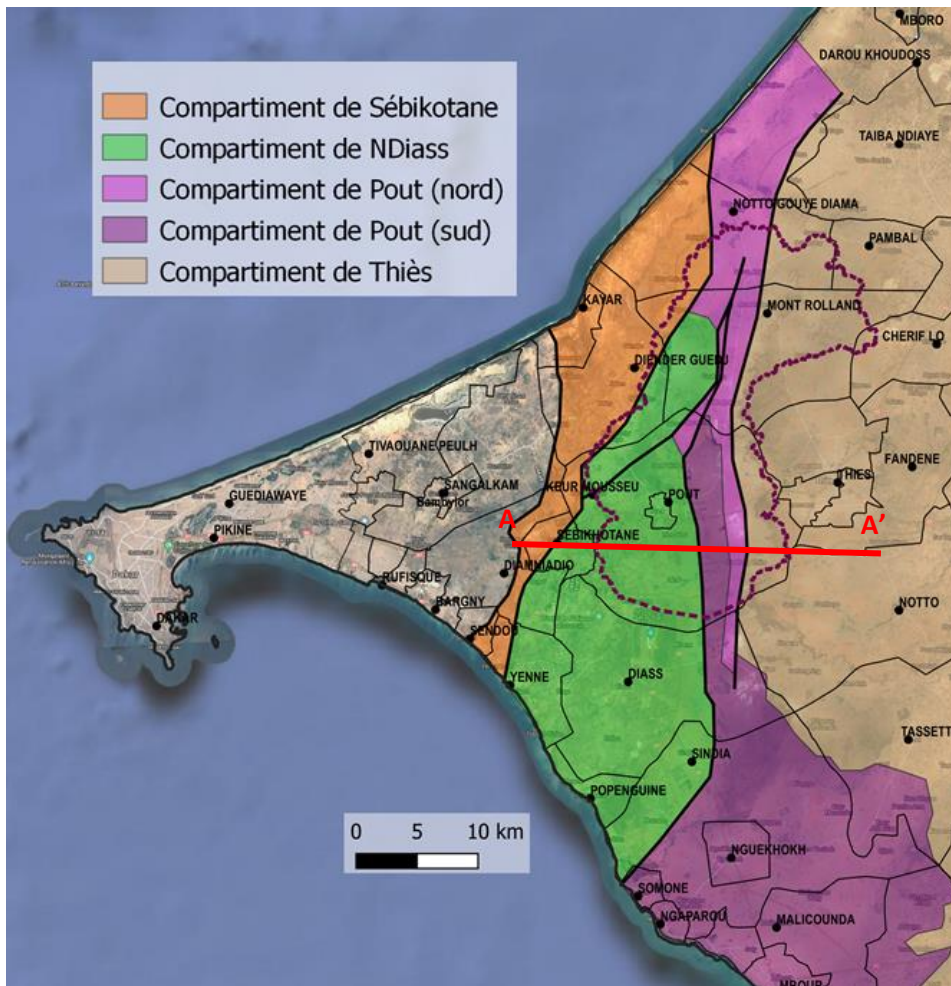 MBORO
DAROU KHOUDOSS
Compartiment de Sébikotane
Compartiment de NDiass
Compartiment de Pout (nord)
Compartiment de Pout (sud)
Compartiment de Thiès
TAIBA NDIAYE
NOTTO GOUYE DIAMA
PAMBAL
KAYAR
MONT ROLLAND
CHERIF LO
DIENDER GUEDJ
TIVAOUANE PEULH
SANGALKAM
Bambylor
GUEDIAWAYE
PIKINE
KEUR MOUSSEU
POUT
THIES
FANDENE
A
A'
SEBIKHOTANE
DIAMNIADIO
Dakar
RUFISQUE
BARGNY
DAKAR
SENDOU
NOTTO
YENNE
DIASS
TASSETT
SINDIA
POPENGUINE
0 5 10 km
NGUEKHOKH
SOMONE
NGAPAROU
MALICOUNDA
MBOUR